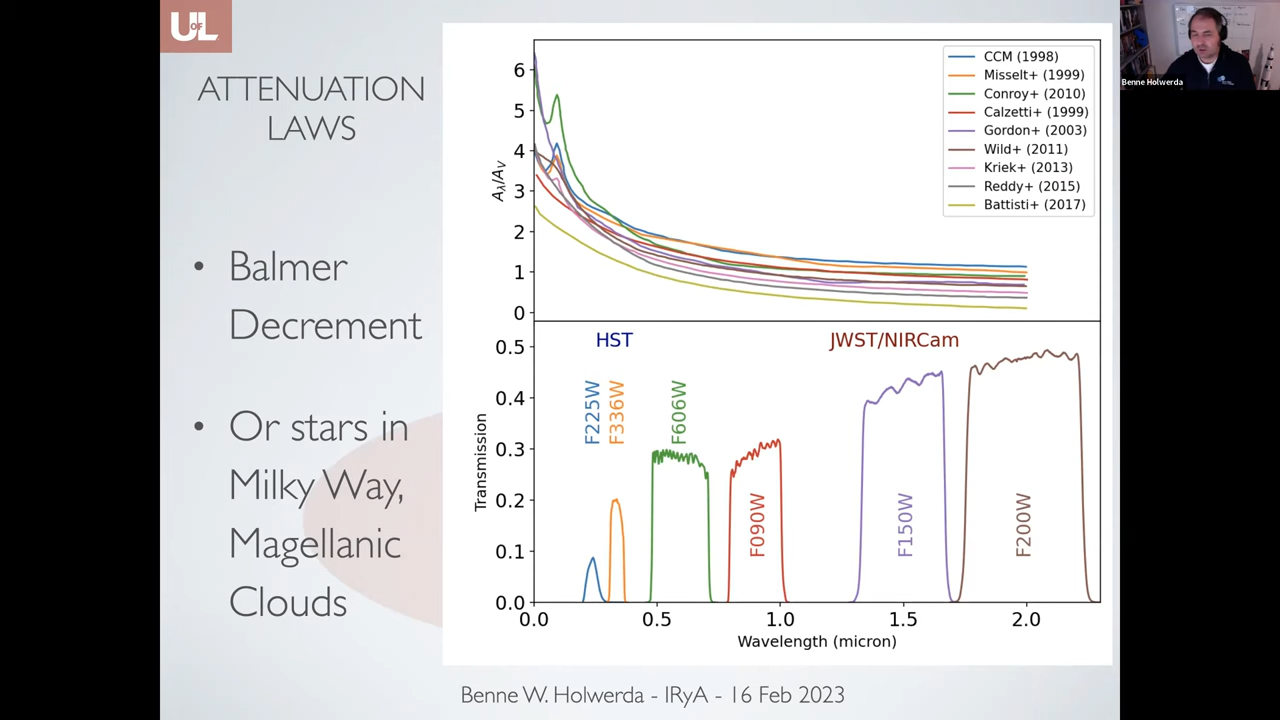 UofL
ATTENUATION
LAWS
• Balmer
Decrement
• Or stars in
Milky Way,
Magellanic
Clouds
CCM (1998)
Misselt+ (1999)
Conroy+ (2010)
Calzetti+ (1999)
Gordon+ (2003)
Wild+ (2011)
Kriek+ (2013)
Reddy+ (2015)
Battisti+ (2017)
Aλ/AV
6
5
4
3
2
1
0
HST
JWST/NIRCam
F225W
F336W
F606W
F090W
F150W
F200W
Transmission
0.5
0.4
0.3
0.2
0.1
0.0
0.0 0.5 1.0 1.5 2.0
Wavelength (micron)
Benne W. Holwerda - IRyA - 16 Feb 2023
Benne Holwerda